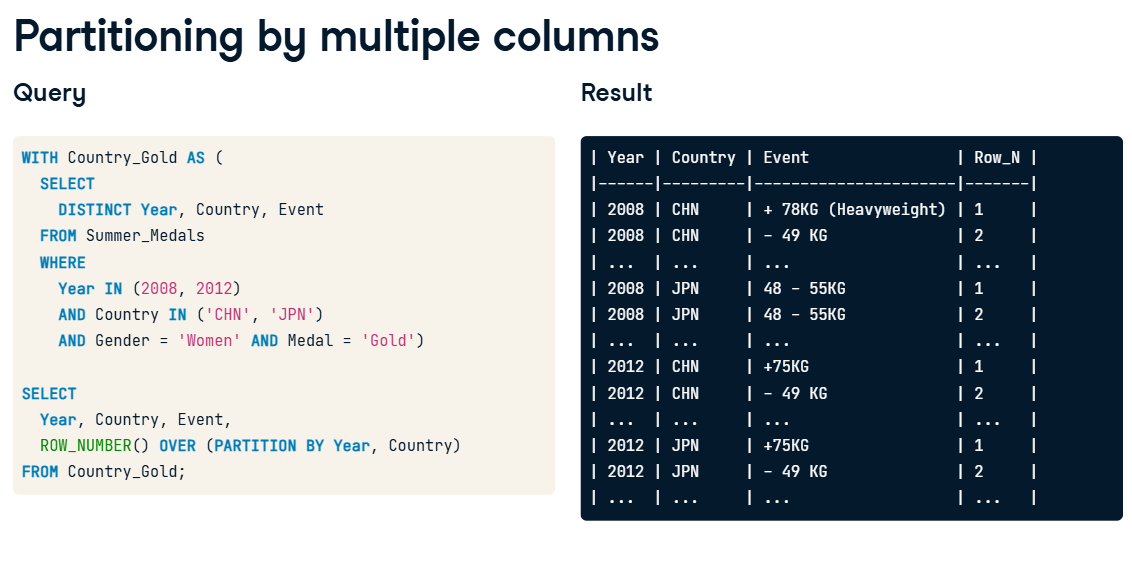 Partitioning by multiple columns
Query
WITH Country_Gold AS (
  SELECT
    DISTINCT Year, Country, Event
  FROM Summer_Medals
  WHERE
    Year IN (2008, 2012)
    AND Country IN ('CHN', 'JPN')
    AND Gender = 'Women' AND Medal = 'Gold')

SELECT
  Year, Country, Event,
  ROW_NUMBER() OVER (PARTITION BY Year, Country)
FROM Country_Gold;
Result
| Year | Country | Event                | Row_N |
|------|---------|----------------------|-------|
| 2008 | CHN     | + 78KG (Heavyweight) | 1     |
| 2008 | CHN     | - 49 KG              | 2     |
| ...  | ...     | ...                  | ...   |
| 2008 | JPN     | 48 - 55KG            | 1     |
| 2008 | JPN     | 48 - 55KG            | 2     |
| ...  | ...     | ...                  | ...   |
| 2012 | CHN     | +75KG                | 1     |
| 2012 | CHN     | - 49 KG              | 2     |
| ...  | ...     | ...                  | ...   |
| 2012 | JPN     | +75KG                | 1     |
| 2012 | JPN     | - 49 KG              | 2     |
| ...  | ...     | ...                  | ...   |